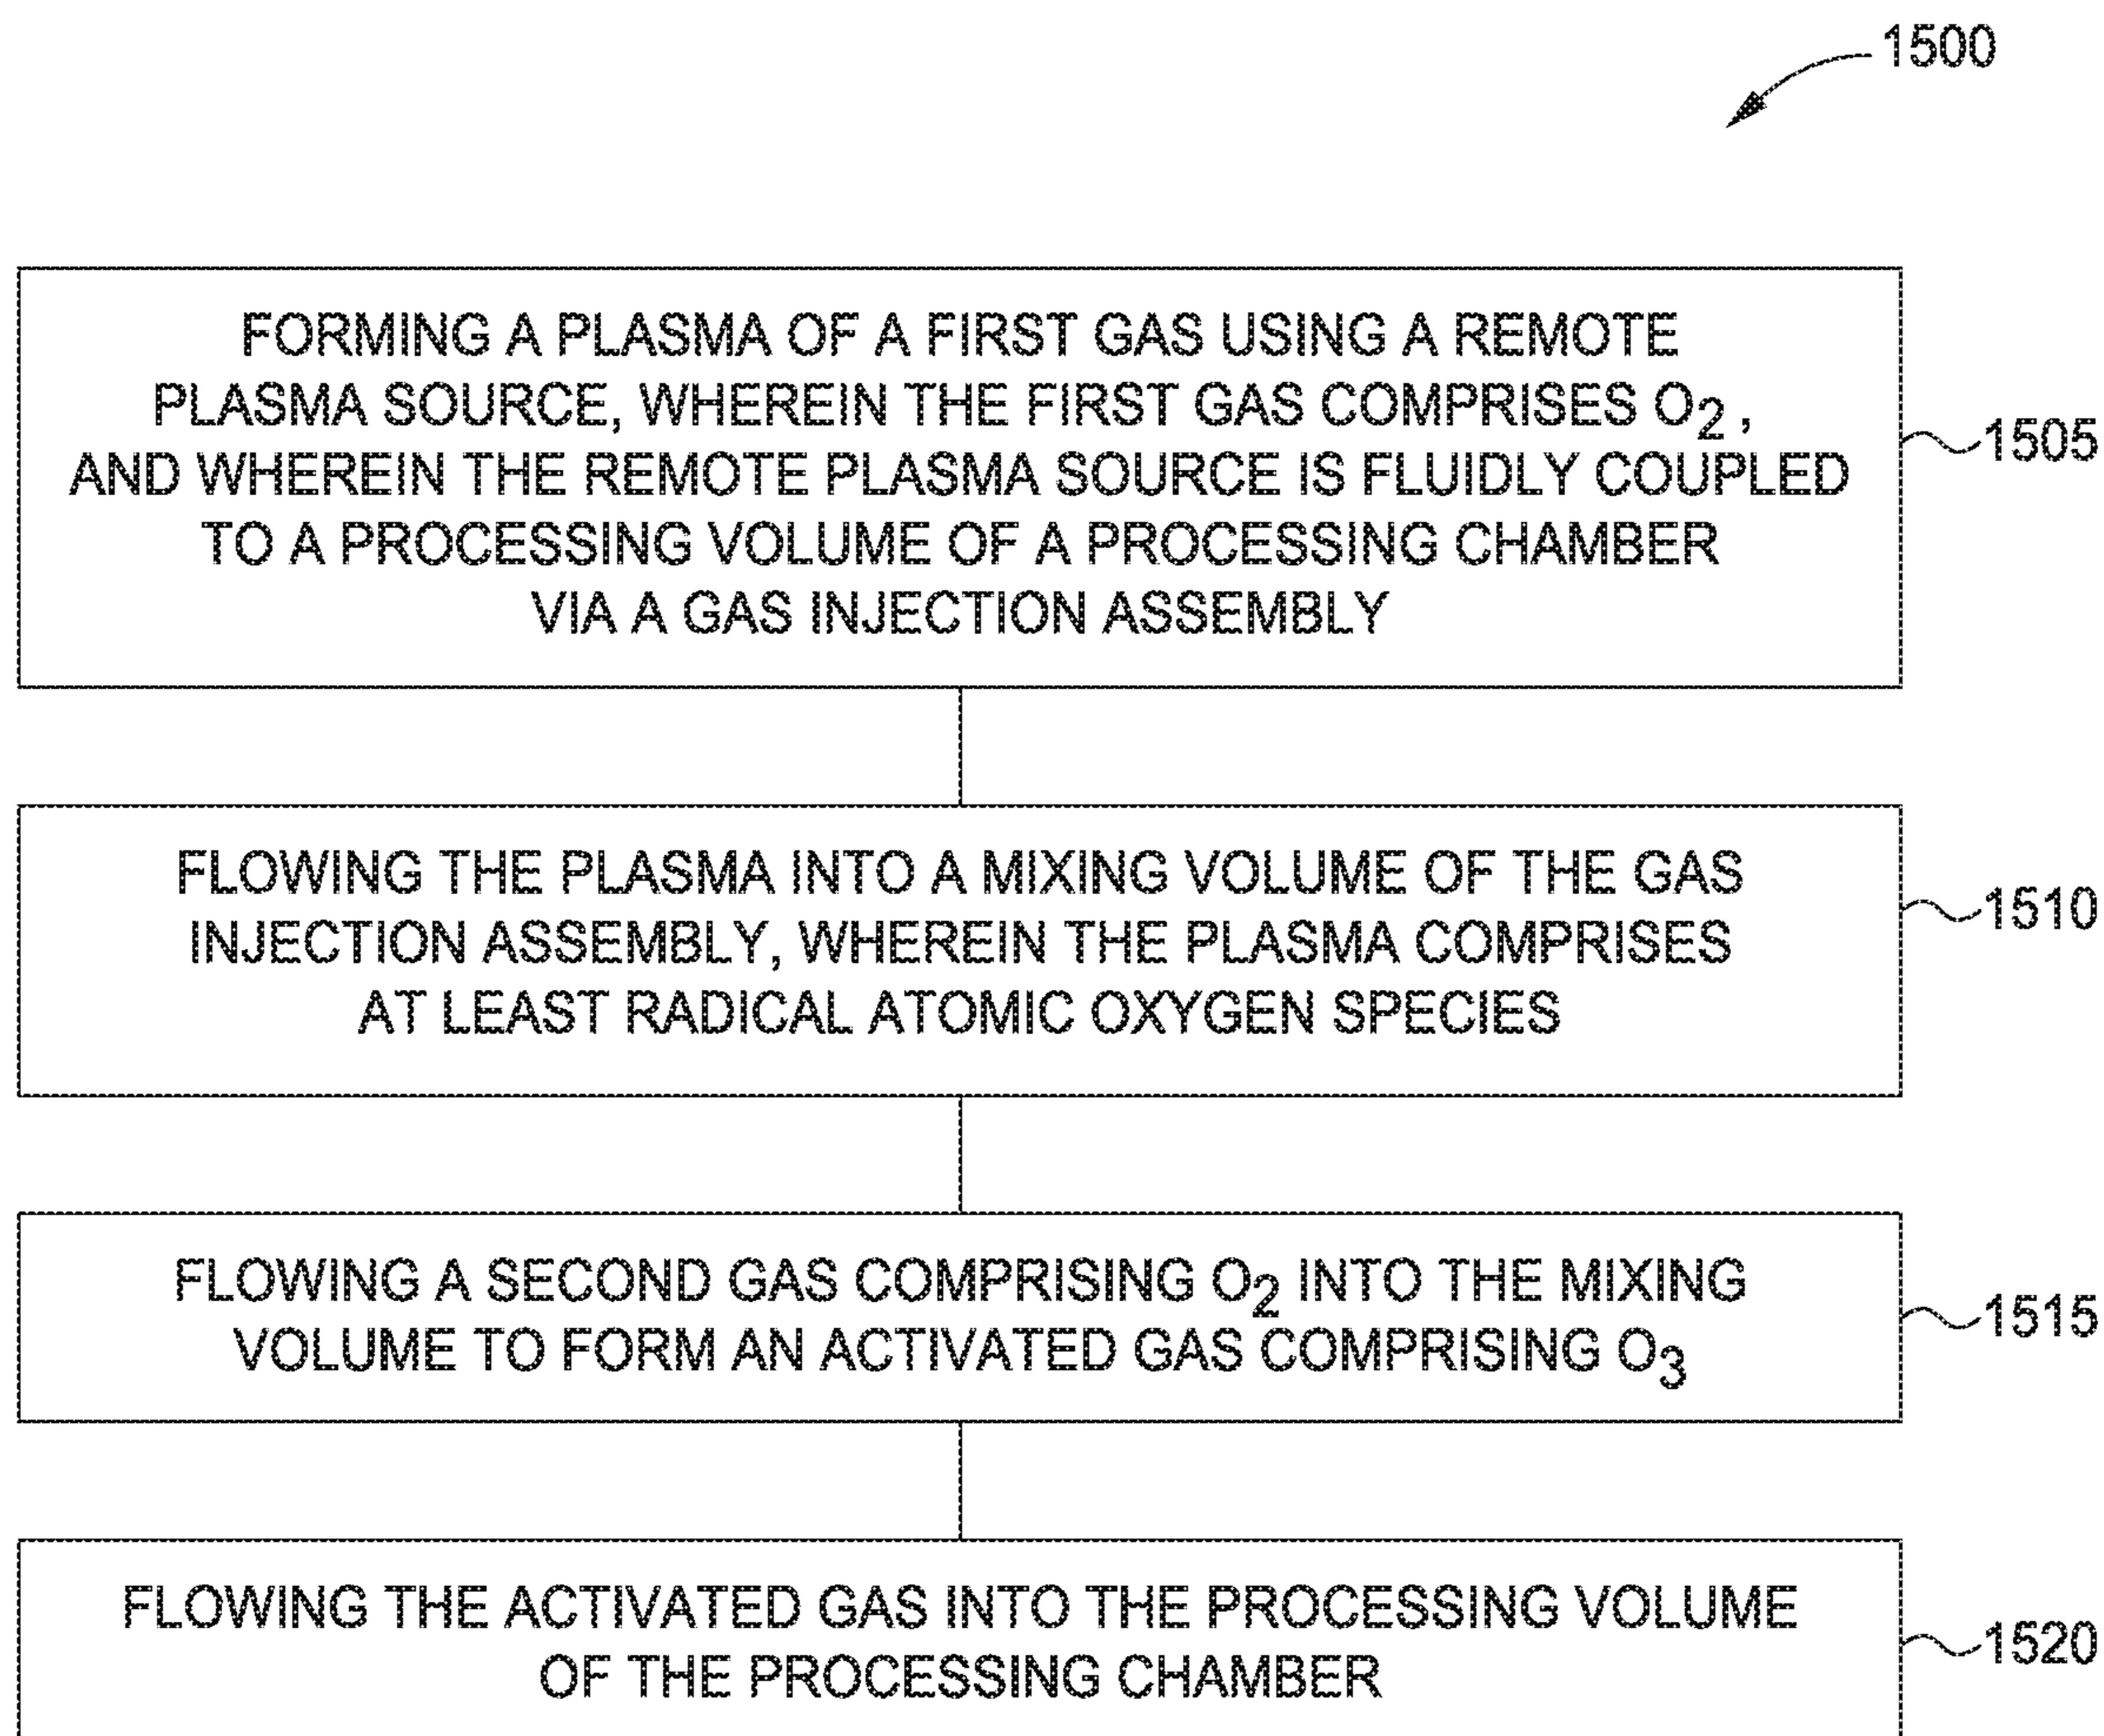 1500
FORMING A PLASMA OF A FIRST GAS USING A REMOTE
PLASMA SOURCE, WHEREIN THE FIRST GAS COMPRISES O2 ,
AND WHEREIN THE REMOTE PLASMA SOURCE IS FLUIDLY COUPLED
TO A PROCESSING VOLUME OF A PROCESSING CHAMBER
VIA A GAS INJECTION ASSEMBLY
1505
FLOWING THE PLASMA INTO A MIXING VOLUME OF THE GAS
INJECTION ASSEMBLY, WHEREIN THE PLASMA COMPRISES
AT LEAST RADICAL ATOMIC OXYGEN SPECIES
1510
FLOWING A SECOND GAS COMPRISING O2 INTO THE MIXING
VOLUME TO FORM AN ACTIVATED GAS COMPRISING O3
1515
FLOWING THE ACTIVATED GAS INTO THE PROCESSING VOLUME
OF THE PROCESSING CHAMBER
1520